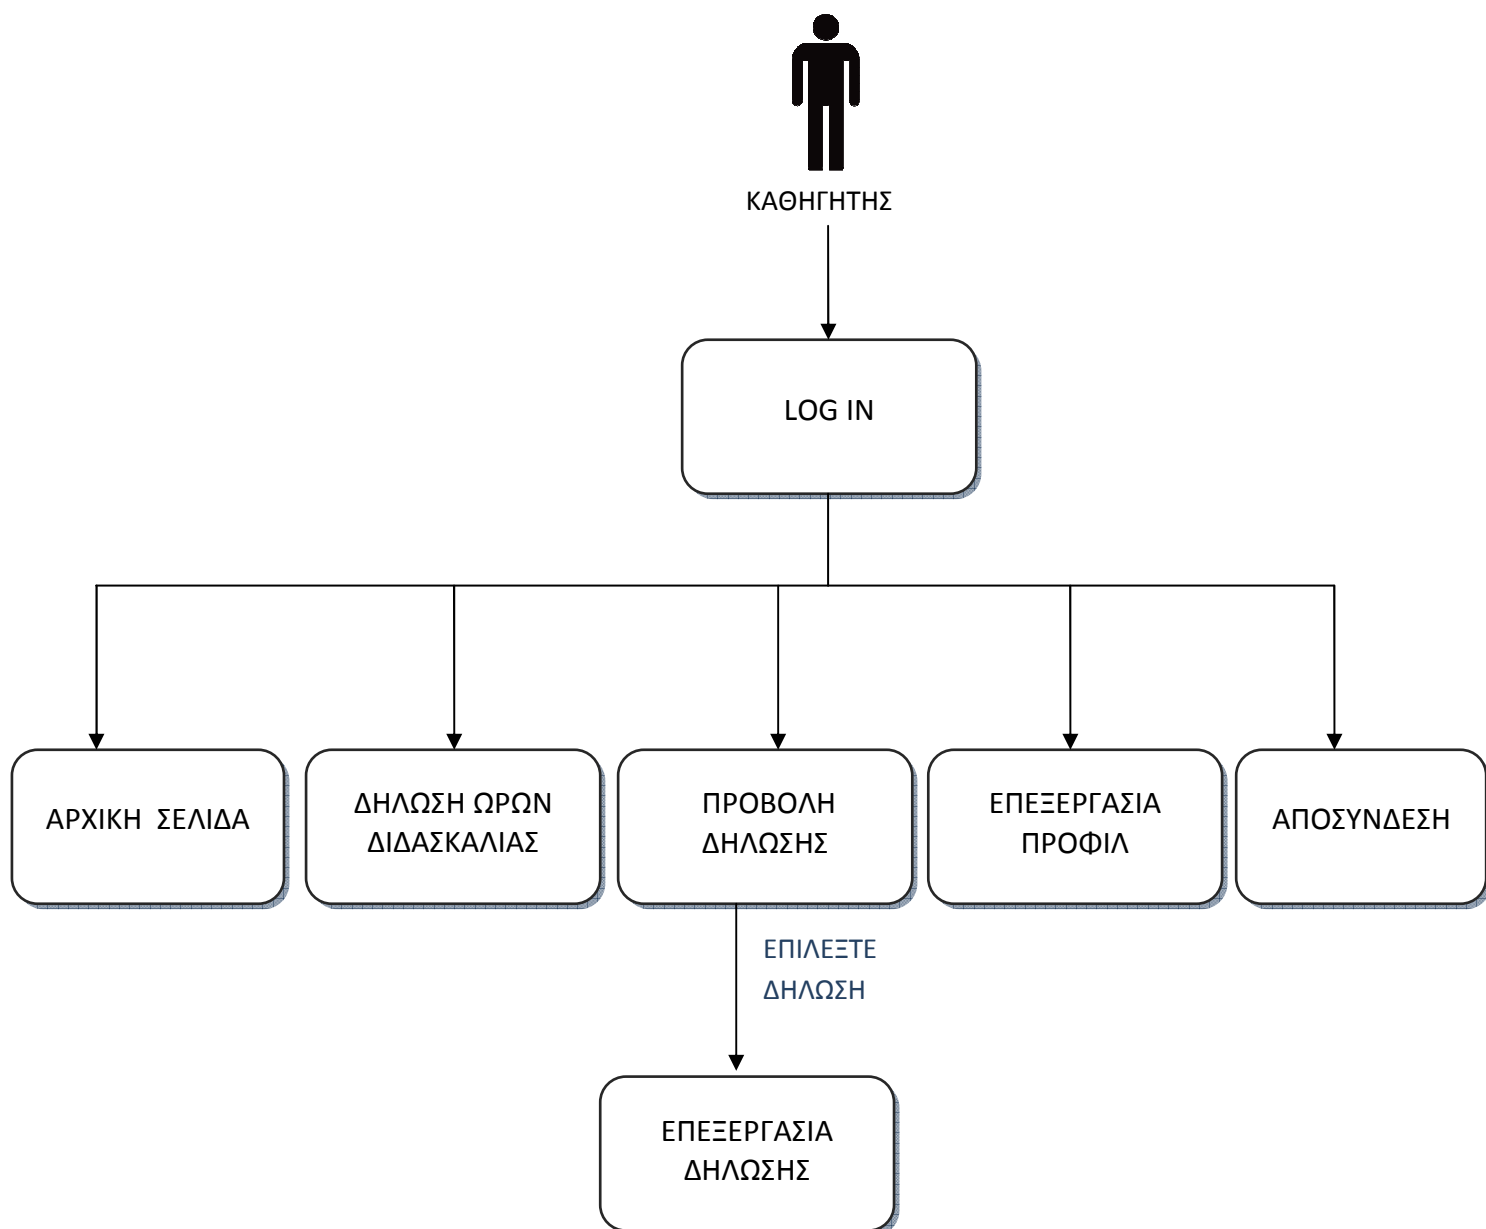 ΚΑΘΗΓΗΤΗΣ
LOG IN
ΑΡΧΙΚΗ ΣΕΛΙΔΑ
ΔΗΛΩΣΗ ΩΡΩΝ
ΔΙΔΑΣΚΑΛΙΑΣ
ΠΡΟΒΟΛΗ
ΔΗΛΩΣΗΣ
ΕΠΕΞΕΡΓΑΣΙΑ
ΠΡΟΦΙΛ
ΑΠΟΣΥΝΔΕΣΗ
ΕΠΙΛΕΞΤΕ
ΔΗΛΩΣΗ
ΕΠΕΞΕΡΓΑΣΙΑ
ΔΗΛΩΣΗΣ